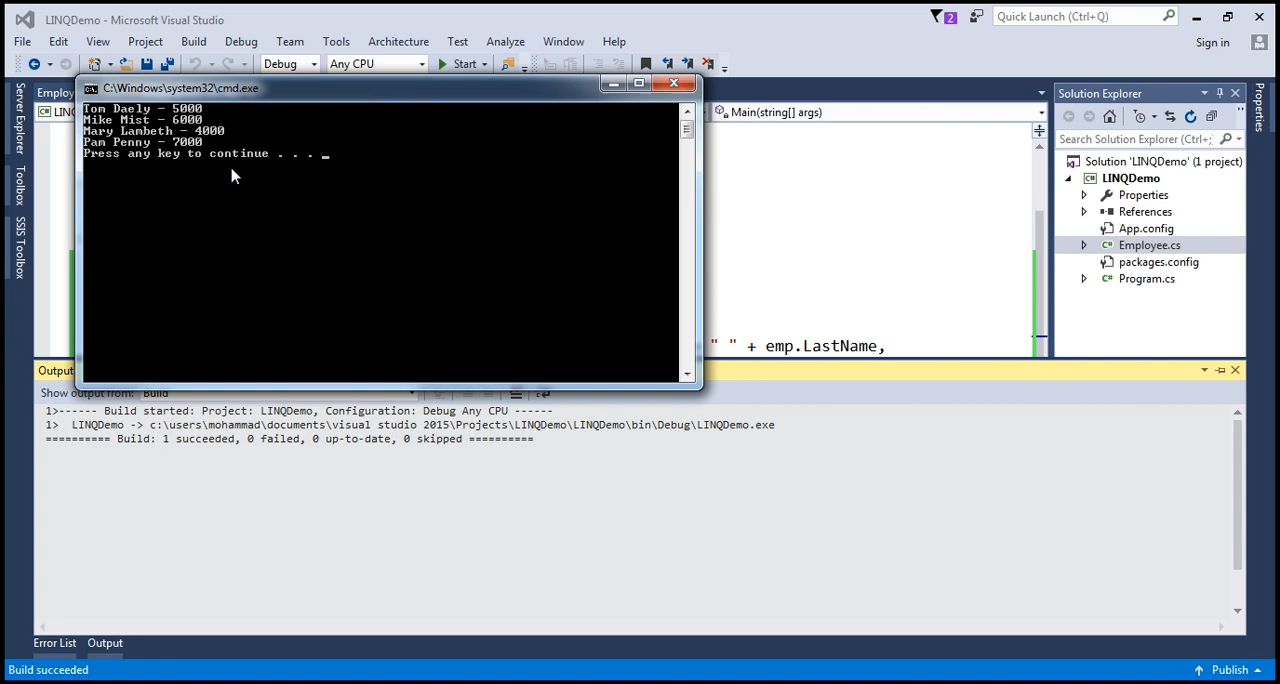 LINQDemo - Microsoft Visual Studio
2
Quick Launch (Ctrl+Q)
File Edit View Project Build Debug Team Tools Architecture Test Analyze Window Help
Sign in
Debug Any CPU Start
Server Explorer
Toolbox
SSIS Toolbox
Employ
LINQ
C:\Windows\system32\cmd.exe
Tom Daely - 5000
Mike Mist - 6000
Mary Lambeth - 4000
Pam Penny - 7000
Press any key to continue . . . _
Main(string[] args)
" " + emp.LastName,
Solution Explorer
Search Solution Explorer (Ctrl+;
Solution 'LINQDemo' (1 project)
LINQDemo
Properties
References
App.config
Employee.cs
packages.config
Program.cs
Properties
Output
Show output from: Build
1>------ Build started: Project: LINQDemo, Configuration: Debug Any CPU ------
1> LINQDemo -> c:\users\mohammad\documents\visual studio 2015\Projects\LINQDemo\LINQDemo\bin\Debug\LINQDemo.exe
========== Build: 1 succeeded, 0 failed, 0 up-to-date, 0 skipped ==========
Error List Output
Build succeeded
Publish